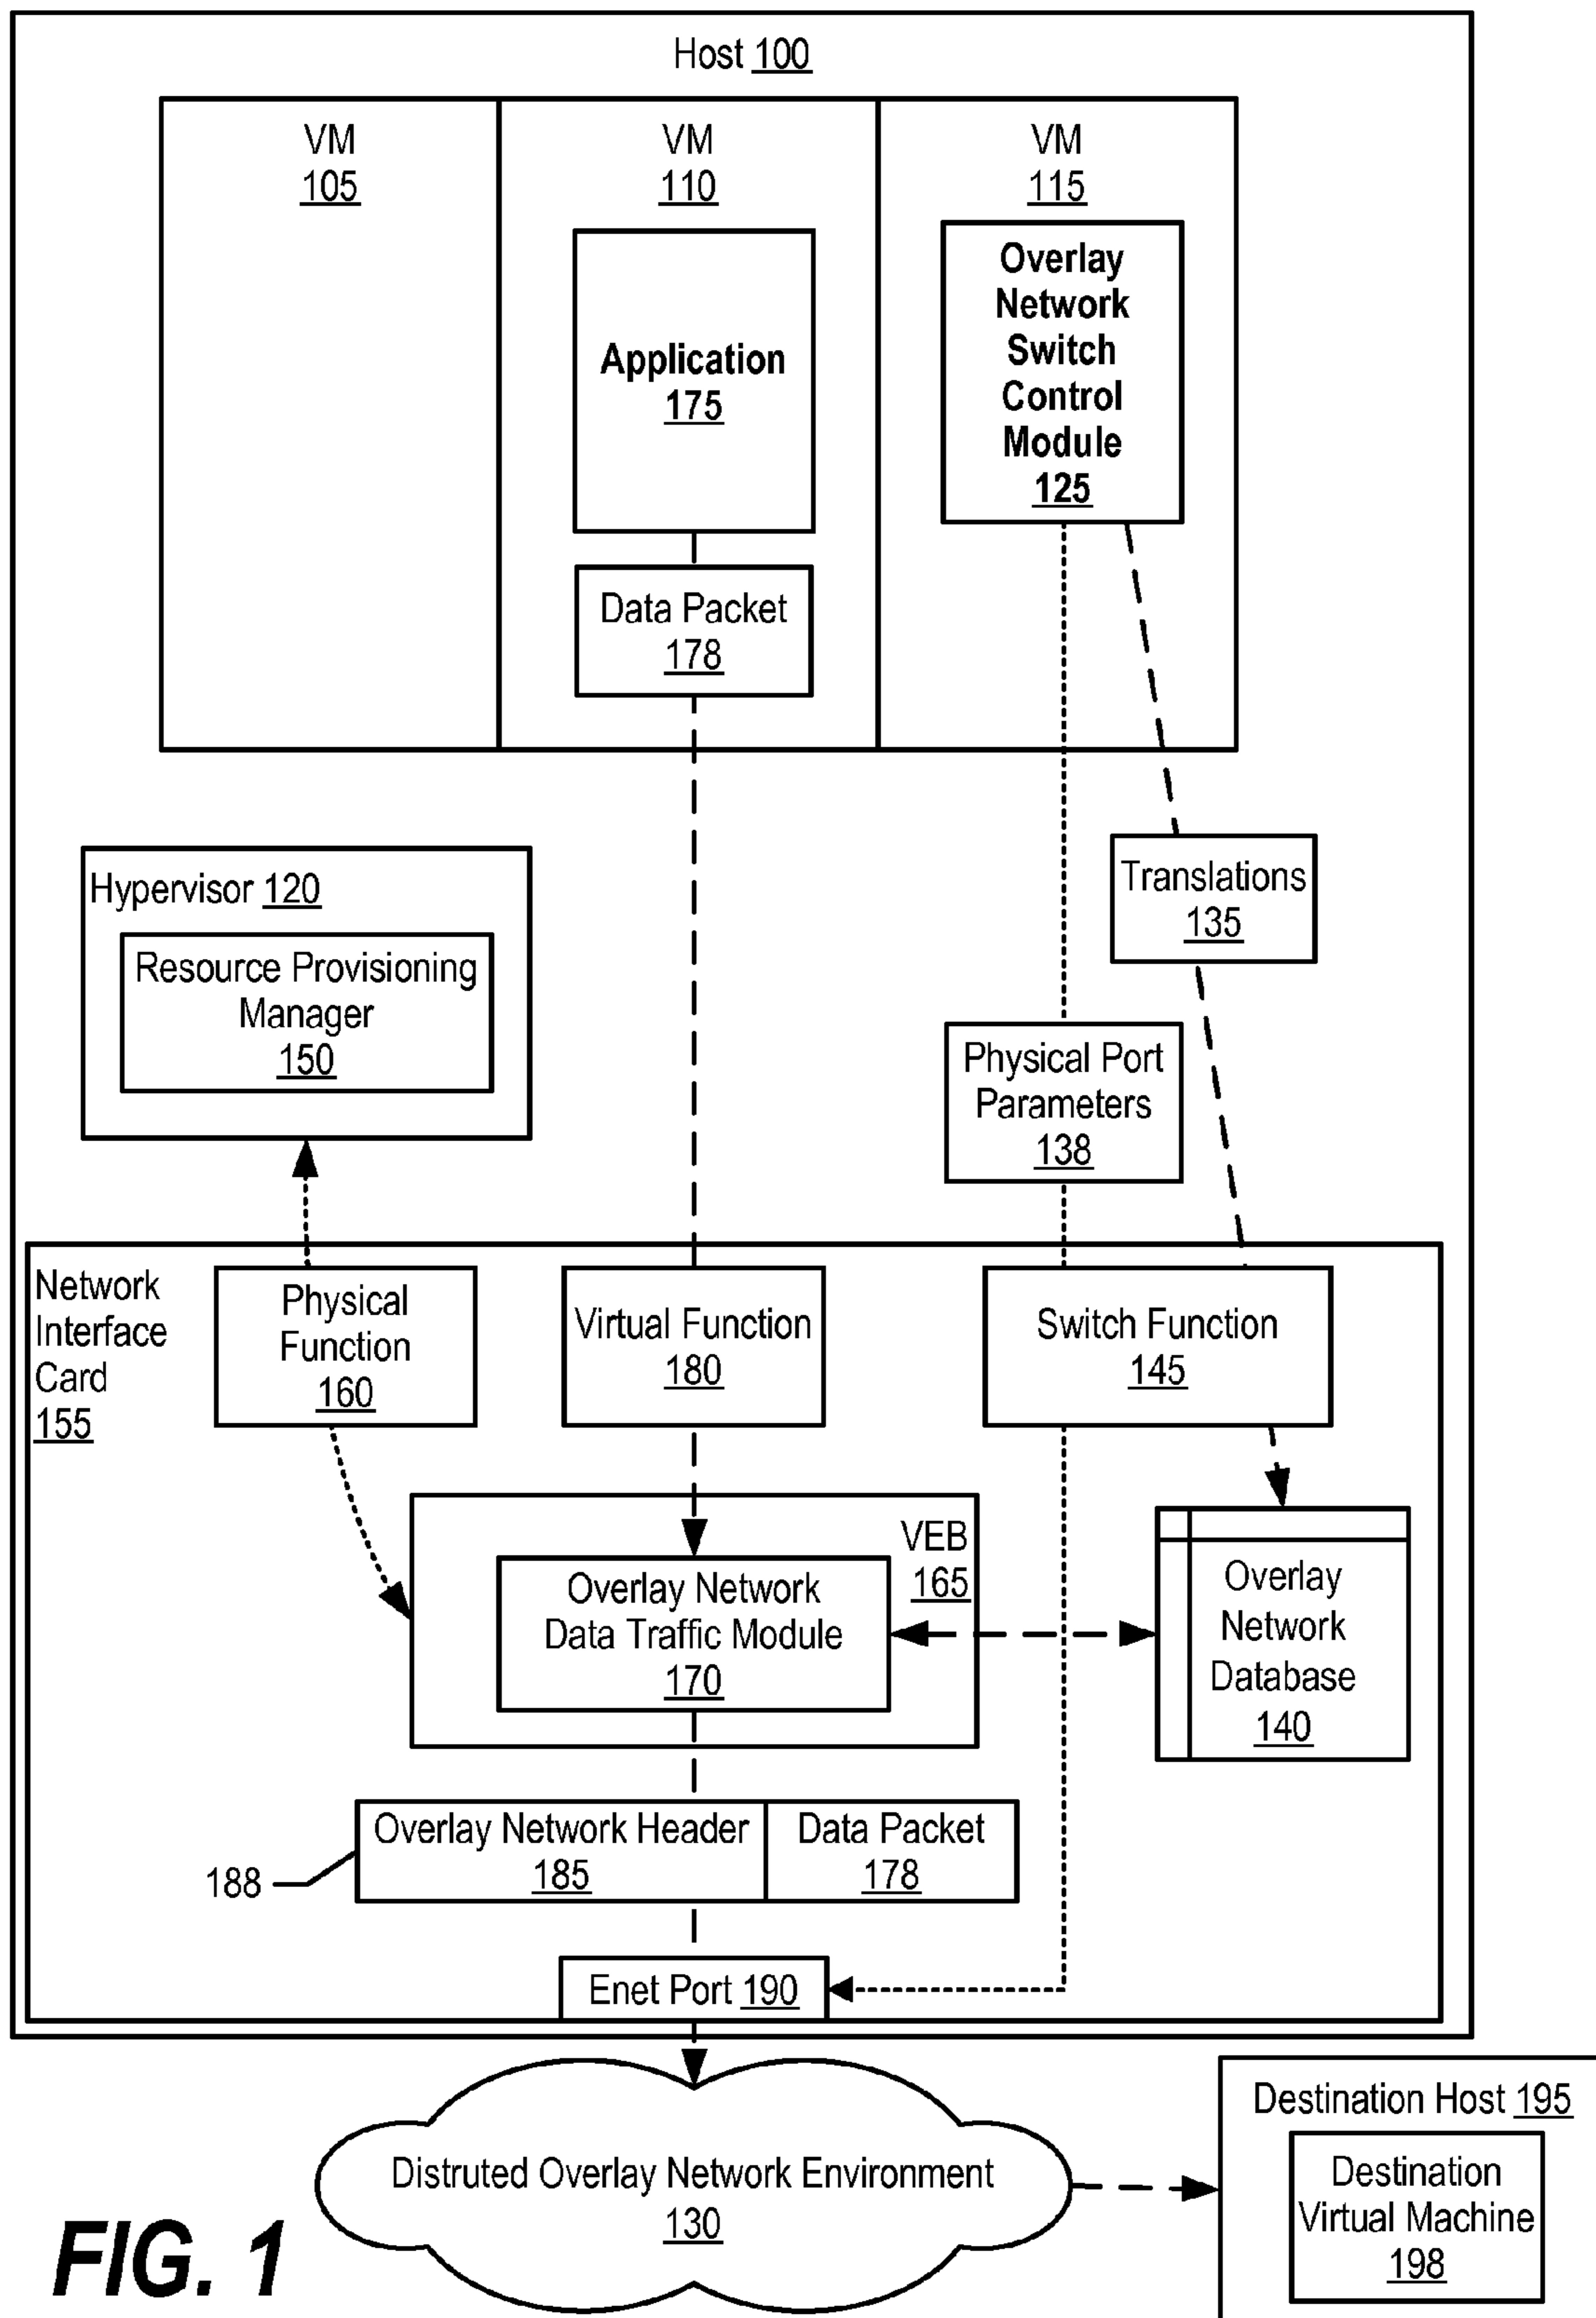 Host 100
VM
105
VM
110
VM
115
Application
175
Overlay
Network
Switch
Control
Module
125
Data Packet
178
Hypervisor 120
Resource Provisioning
Manager
150
Translations
135
Physical Port
Parameters
138
Network
Interface
Card
155
Physical
Function
160
Virtual Function
180
Switch Function
145
VEB
165
Overlay Network
Data Traffic Module
170
Overlay
Network
Database
140
Overlay Network Header
185
Data Packet
178
188
Enet Port 190
Distruted Overlay Network Environment
130
Destination Host 195
Destination
Virtual Machine
198
FIG. 1